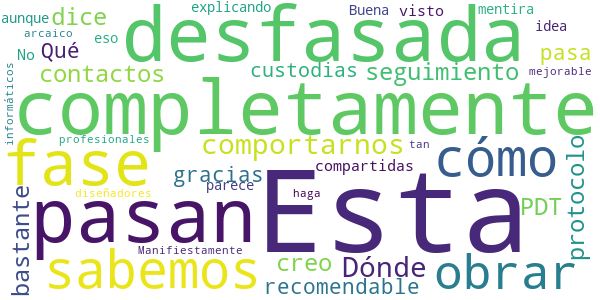 explicando Buena visto mentira
aunque dice desfasada idea
arcaico
No eso Qué pasa
contactos custodias seguimiento mejorable
informáticos completamente
profesionales comportarnos tan cómo
fase gracias compartidas protocolo
diseñadores parece haga
bastante pasan Esta PDT
Manifiestamente
sabemos creo Dónde obrar
recomendable